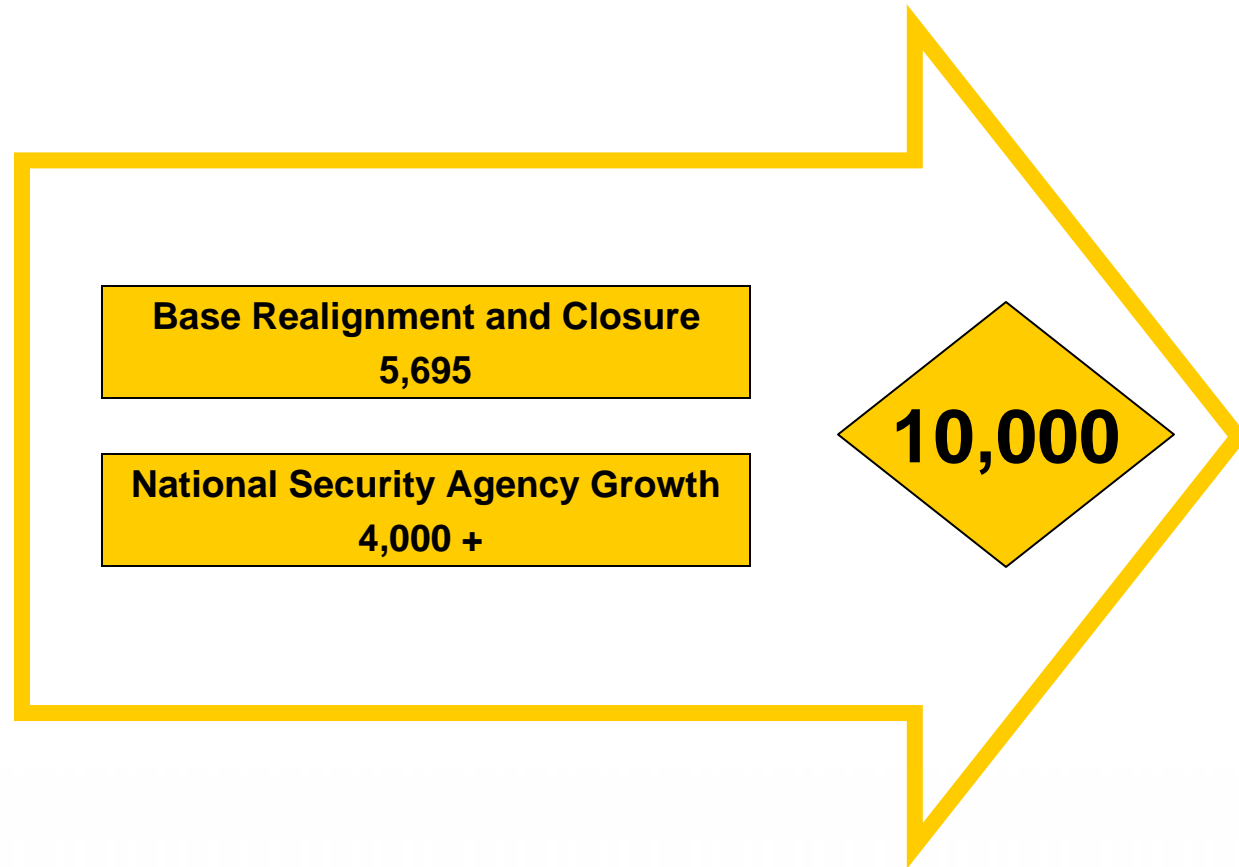 Base Realignment and Closure
5,695
National Security Agency Growth
4,000 +
10,000